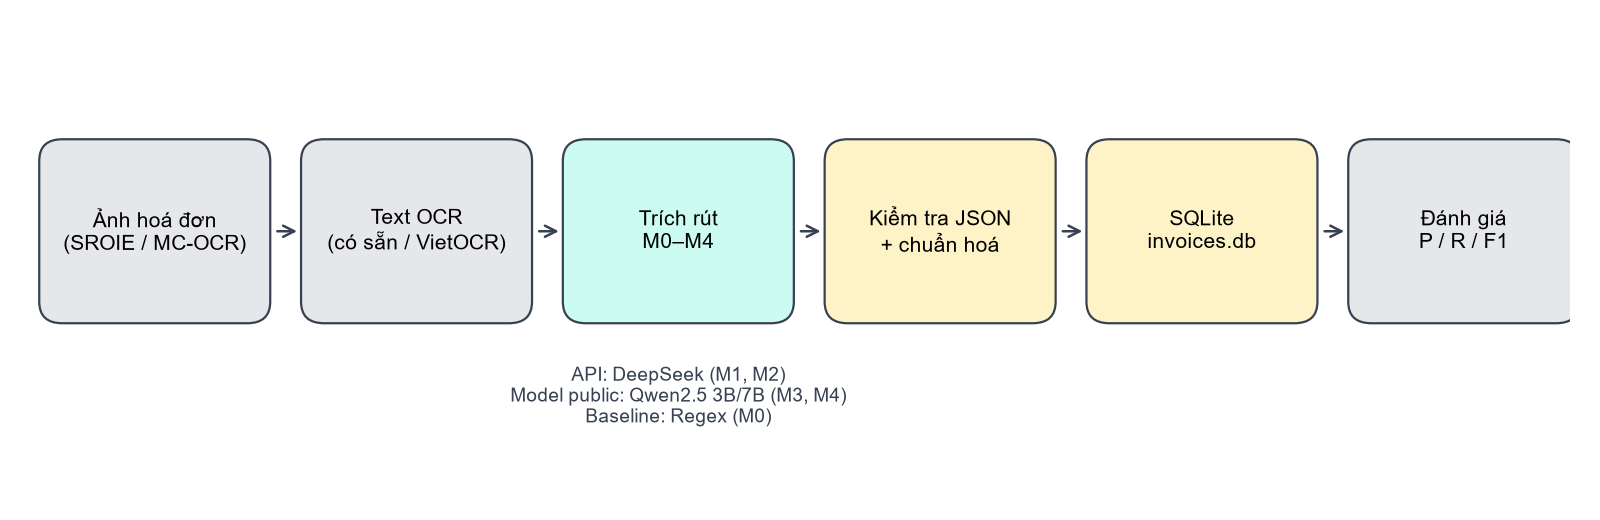 Ảnh hoá đơn
(SROIE / MC-OCR)
Text OCR
(có sẵn / VietOCR)
Trích rút
M0–M4
Kiểm tra JSON
+ chuẩn hoá
SQLite
invoices.db
Đánh giá
P / R / F1
API: DeepSeek (M1, M2)
Model public: Qwen2.5 3B/7B (M3, M4)
Baseline: Regex (M0)